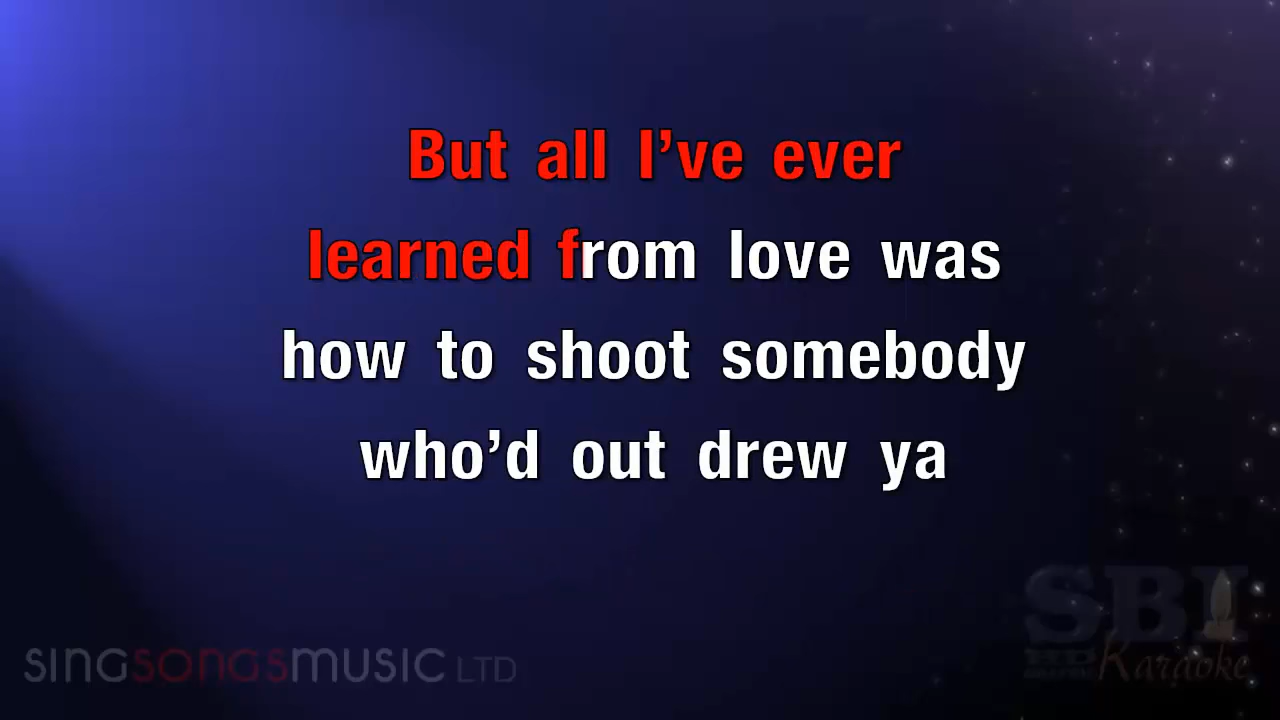 But all I’ve ever
learned from love was
how to shoot somebody
who’d out drew ya
SINGSONGSMUSIC LTD
SBI
Karaoke